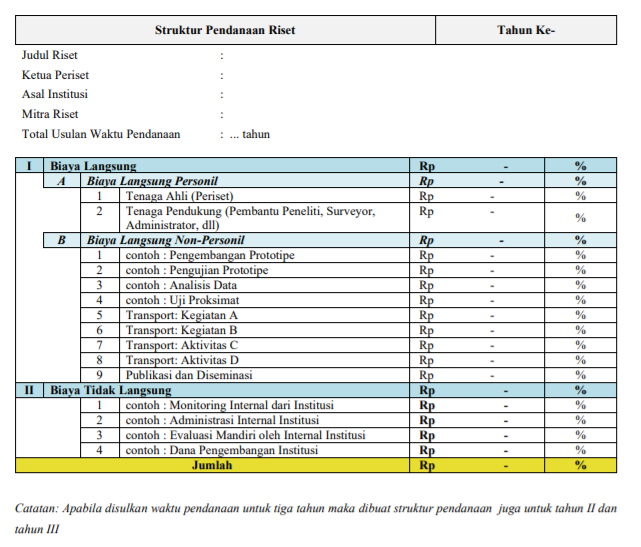 Struktur Pendanaan Riset Tahun Ke-
Judul Riset :
Ketua Periset :
Asal Institusi :
Mitra Riset :
Total Usulan Waktu Pendanaan : ... tahun
I Biaya Langsung Rp - %
A Biaya Langsung Personil Rp - %
1 Tenaga Ahli (Periset) Rp - %
2 Tenaga Pendukung (Pembantu Peneliti, Surveyor, Rp - %
Administrator, dll)
B Biaya Langsung Non-Personil Rp - %
1 contoh : Pengembangan Prototipe Rp - %
2 contoh : Pengujian Prototipe Rp - %
3 contoh : Analisis Data Rp - %
4 contoh : Uji Proksimat Rp - %
5 Transport: Kegiatan A Rp - %
6 Transport: Kegiatan B Rp - %
7 Transport: Aktivitas C Rp - %
8 Transport: Aktivitas D Rp - %
9 Publikasi dan Diseminasi Rp - %
II Biaya Tidak Langsung Rp - %
1 contoh : Monitoring Internal dari Institusi Rp - %
2 contoh : Administrasi Internal Institusi Rp - %
3 contoh : Evaluasi Mandiri oleh Internal Institusi Rp - %
4 contoh : Dana Pengembangan Institusi Rp - %
Jumlah Rp - %
Catatan: Apabila disulkan waktu pendanaan untuk tiga tahun maka dibuat struktur pendanaan juga untuk tahun II dan
tahun III